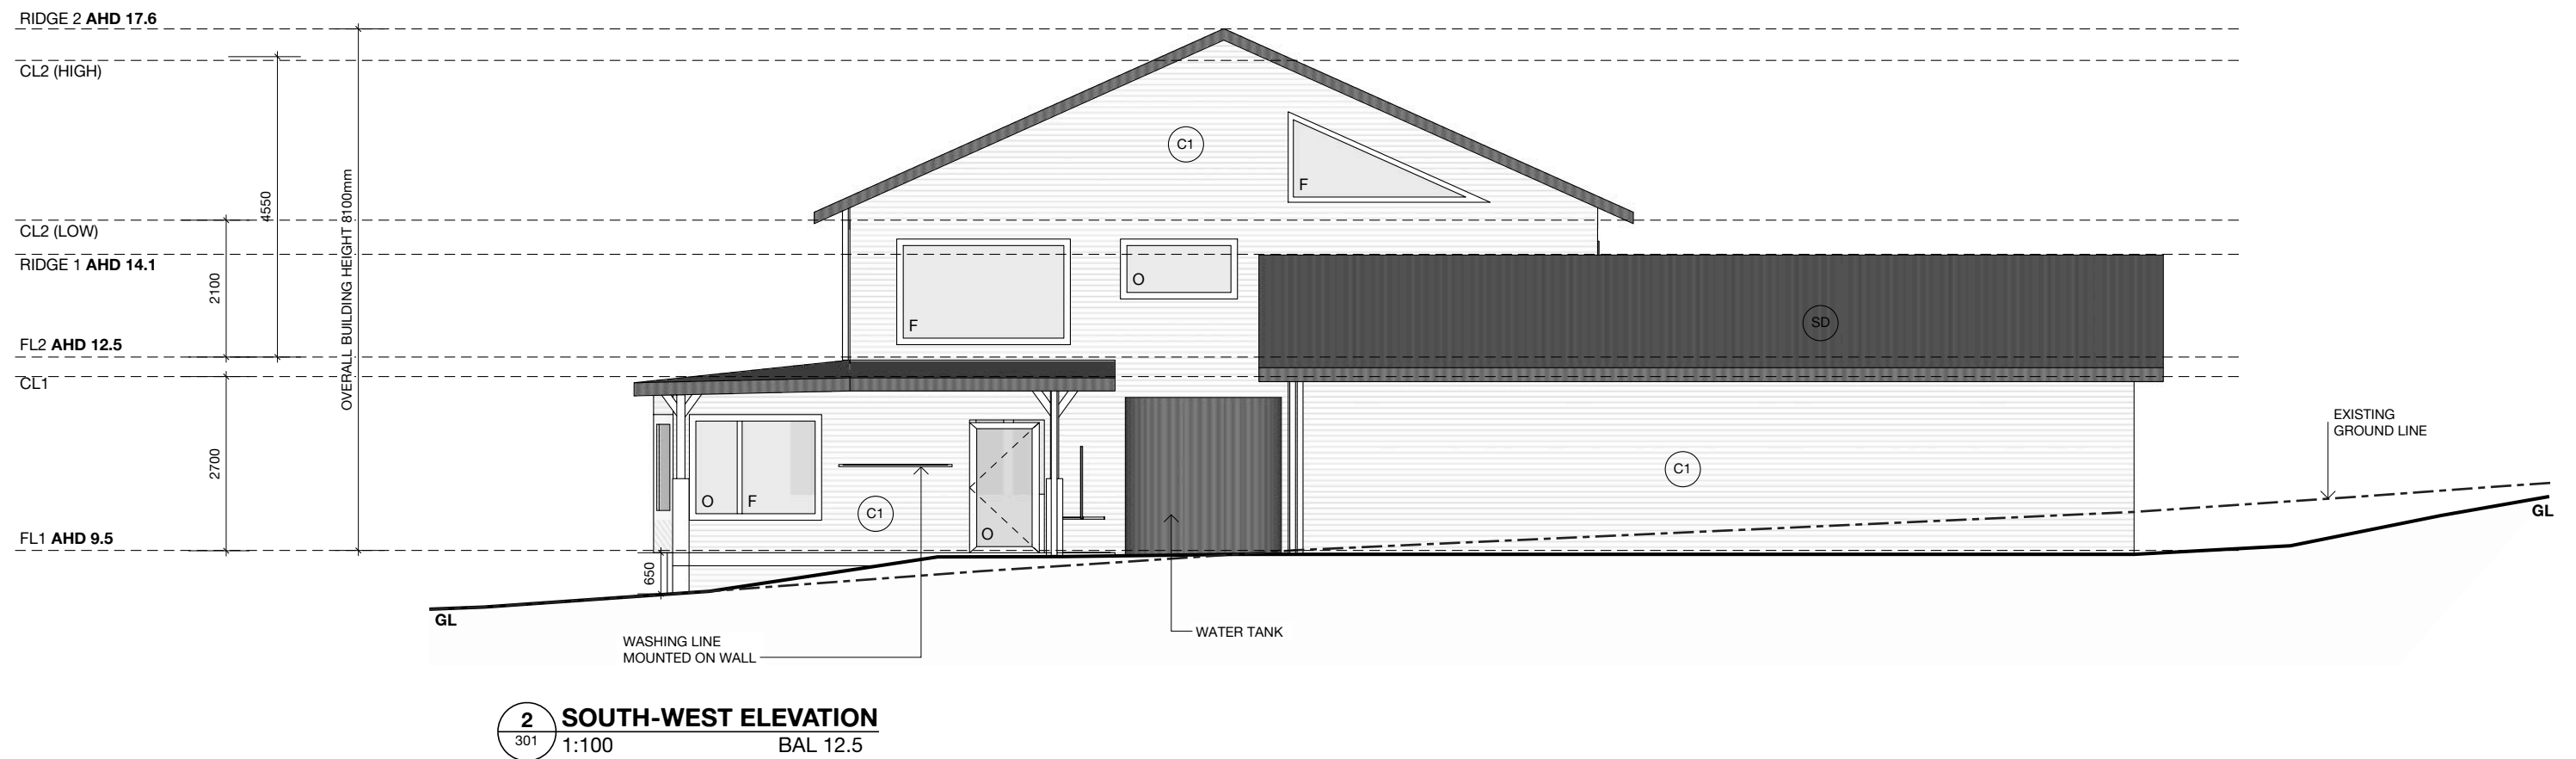 RIDGE 2 AHD 17.6
CL2 (HIGH)
4550
OVERALL BUILDING HEIGHT 8100mm
C1
F
CL2 (LOW)
RIDGE 1 AHD 14.1
2100
O
F
SD
FL2 AHD 12.5
CL1
2700
EXISTING
GROUND LINE
C1
O
F
C1
O
GL
FL1 AHD 9.5
650
GL
WASHING LINE
MOUNTED ON WALL
WATER TANK
2
301
SOUTH-WEST ELEVATION
1:100
BAL 12.5